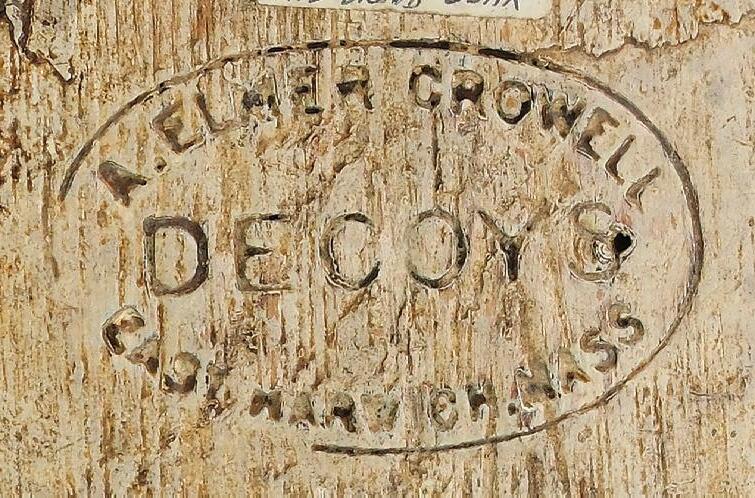 A. ELMER CROWELL
DECOYS
EAST HARWICH, MASS